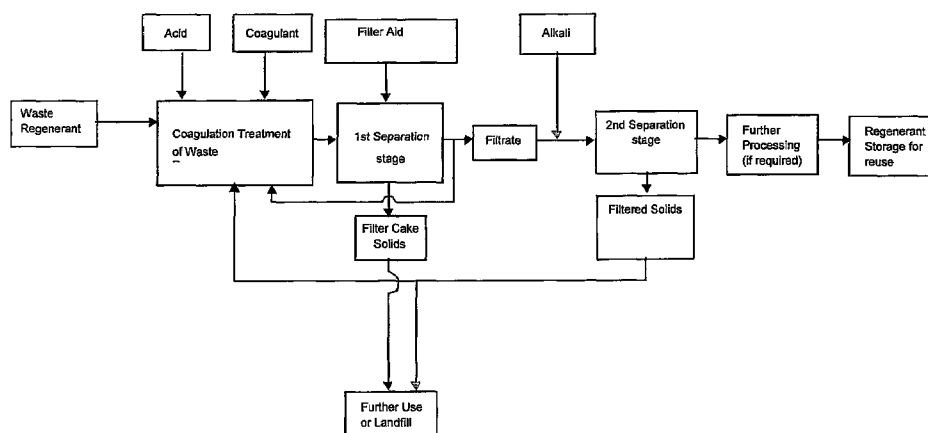 Acid
Coagulant
Filler Aid
Alkali
Waste
Regenerant
Coagulation Treatment
of Waste
1st Separation
stage
Filtrate
2nd Separation
stage
Further
Processing
(if required)
Regenerant
Storage for
reuse
Filter Cake
Solids
Filtered Solids
Further Use
or Landfill